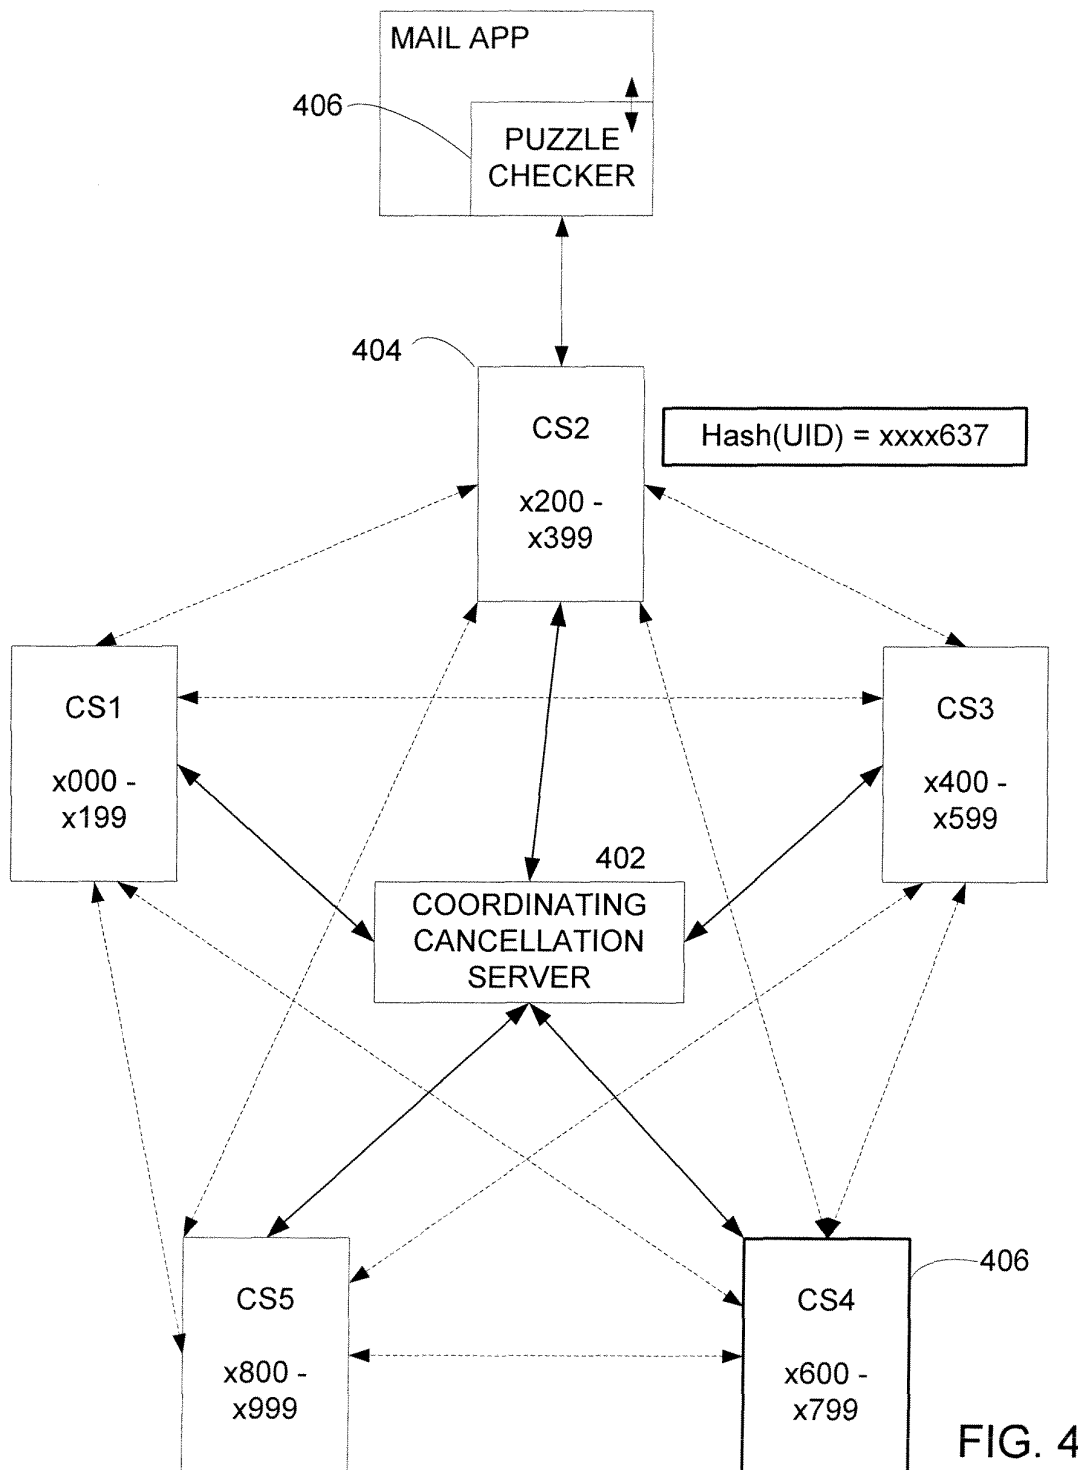 MAIL APP
406
PUZZLE
CHECKER
404
CS2
Hash(UID) = xxxx637
x200 -
x399
CS1
x000 -
x199
CS3
x400 -
x599
402
COORDINATING
CANCELLATION
SERVER
CS5
x800 -
x999
CS4
x600 -
x799
406
FIG. 4